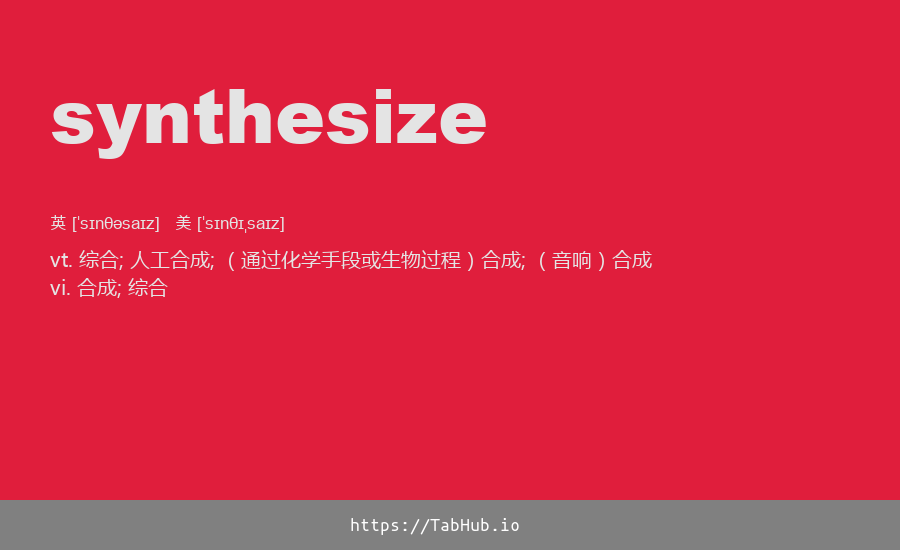 synthesize
英 [ˈsɪnθəsaɪz] 美 [ˈsɪnθɪˌsaɪz]
vt. 综合; 人工合成; （通过化学手段或生物过程）合成; （音响）合成
vi. 合成; 综合
https://TabHub.io